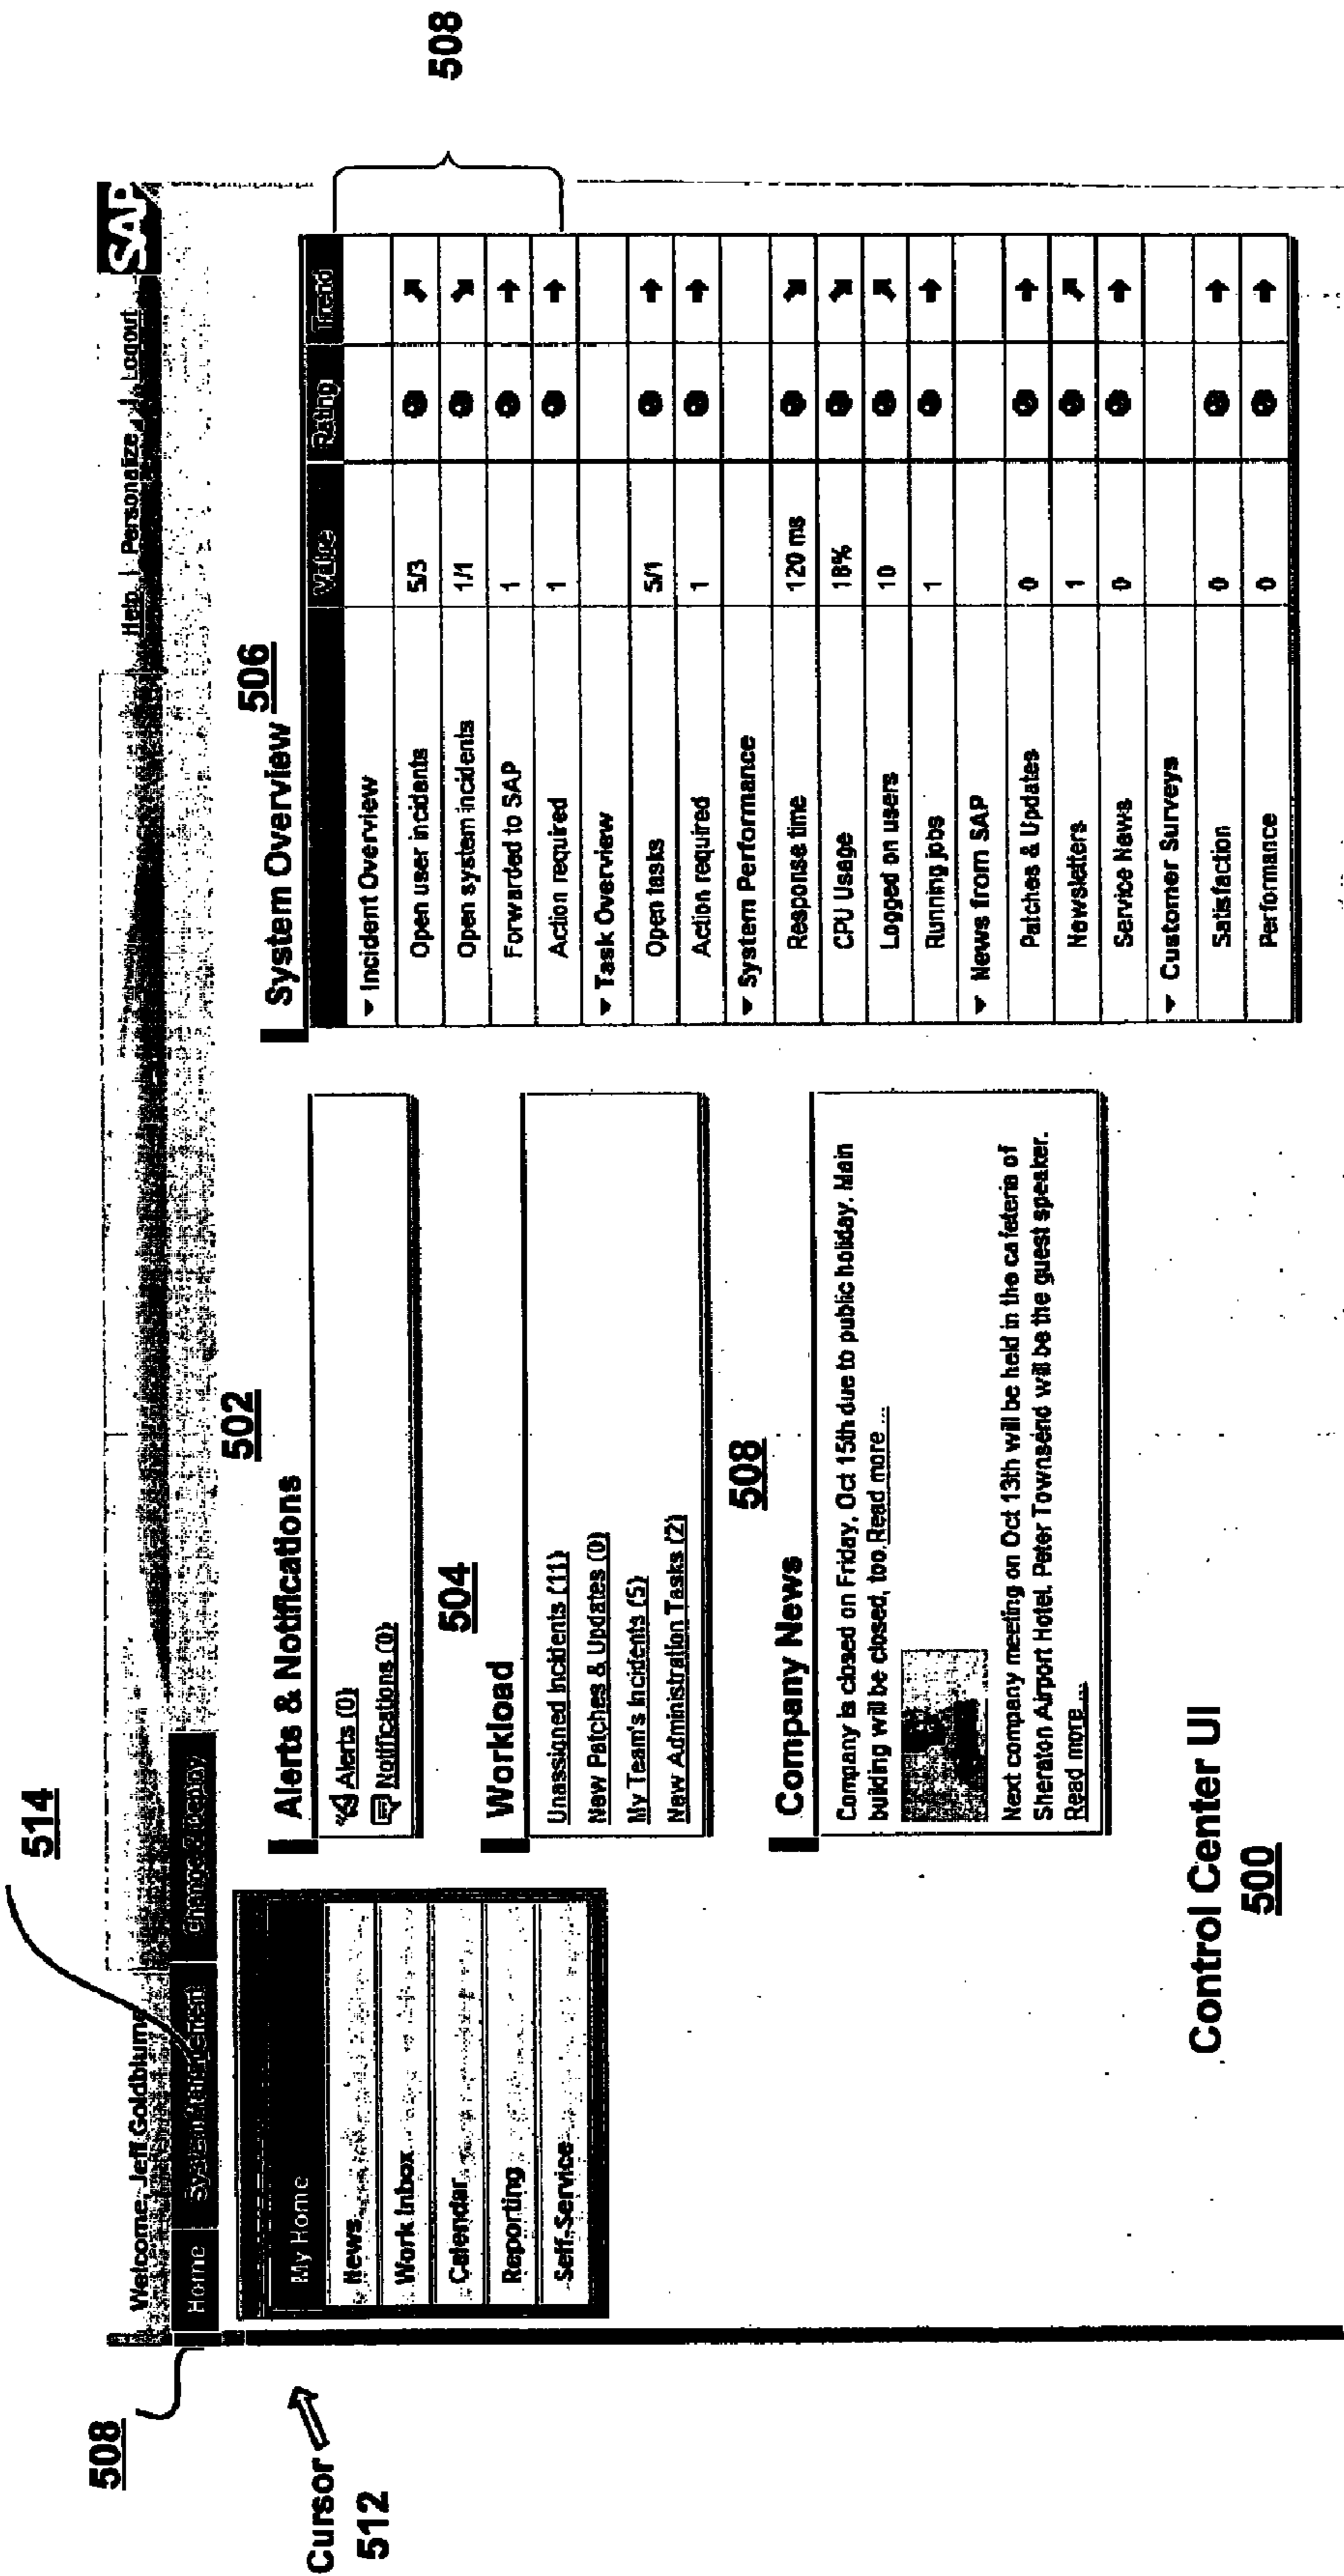 514
508
Welcome, Jeff Goldblume
Help | Personalize | Logout
SAP
Home System Management Change & Deploy
Cursor
512
My Home
News
Work Inbox
Calendar
Reporting
Self-Service
502
Alerts & Notifications
Alerts (0)
Notifications (0)
504
Workload
Unassigned Incidents (11)
New Patches & Updates (0)
My Team's Incidents (5)
New Administration Tasks (2)
508
Company News
Company is closed on Friday, Oct 15th due to public holiday. Main
building will be closed, too. Read more ...
Next company meeting on Oct 13th will be held in the cafeteria of
Sheraton Airport Hotel. Peter Townsend will be the guest speaker.
Read more ...
506
System Overview
Value Rating Trend
Incident Overview
Open user incidents 5/3
Open system incidents 1/1
Forwarded to SAP 1
Action required 1
Task Overview
Open tasks 5/1
Action required 1
System Performance
Response time 120 ms
CPU Usage 18%
Logged on users 10
Running jobs 1
News from SAP
Patches & Updates 0
Newsletters 1
Service News 0
Customer Surveys
Satisfaction 0
Performance 0
508
Control Center UI
500